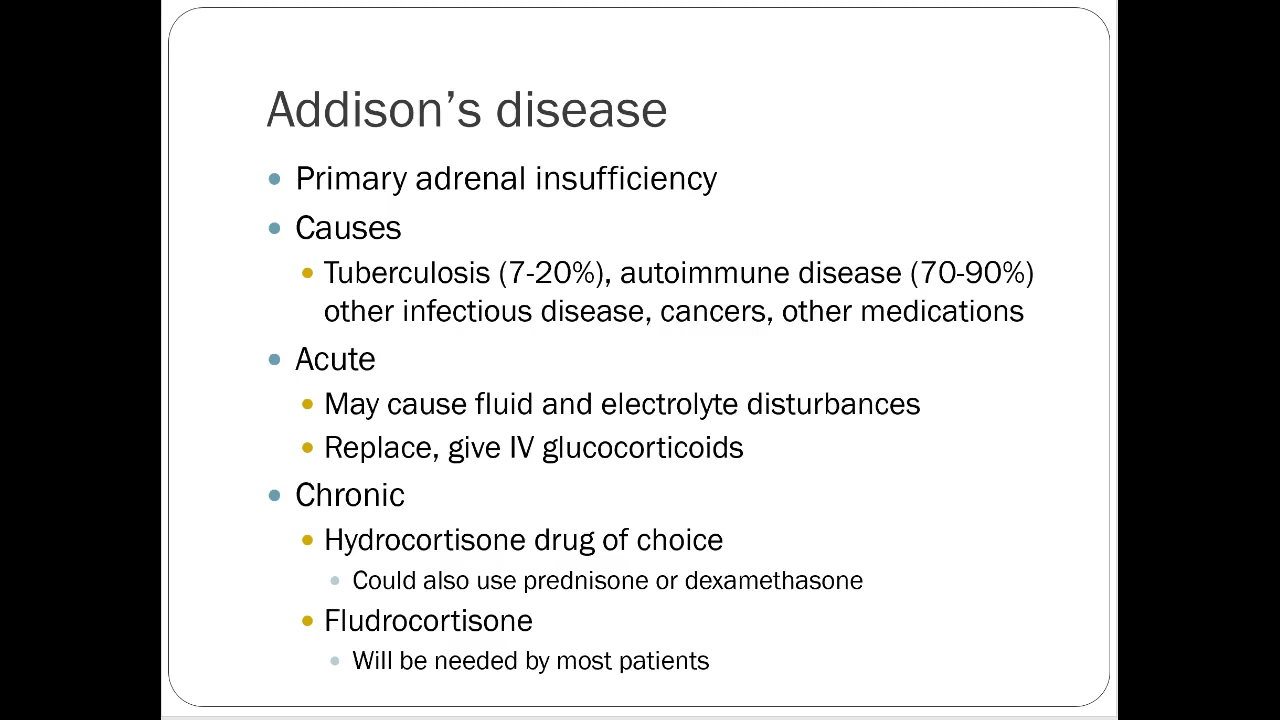 Addison’s disease
• Primary adrenal insufficiency
• Causes
• Tuberculosis (7-20%), autoimmune disease (70-90%)
other infectious disease, cancers, other medications
• Acute
• May cause fluid and electrolyte disturbances
• Replace, give IV glucocorticoids
• Chronic
• Hydrocortisone drug of choice
• Could also use prednisone or dexamethasone
• Fludrocortisone
• Will be needed by most patients